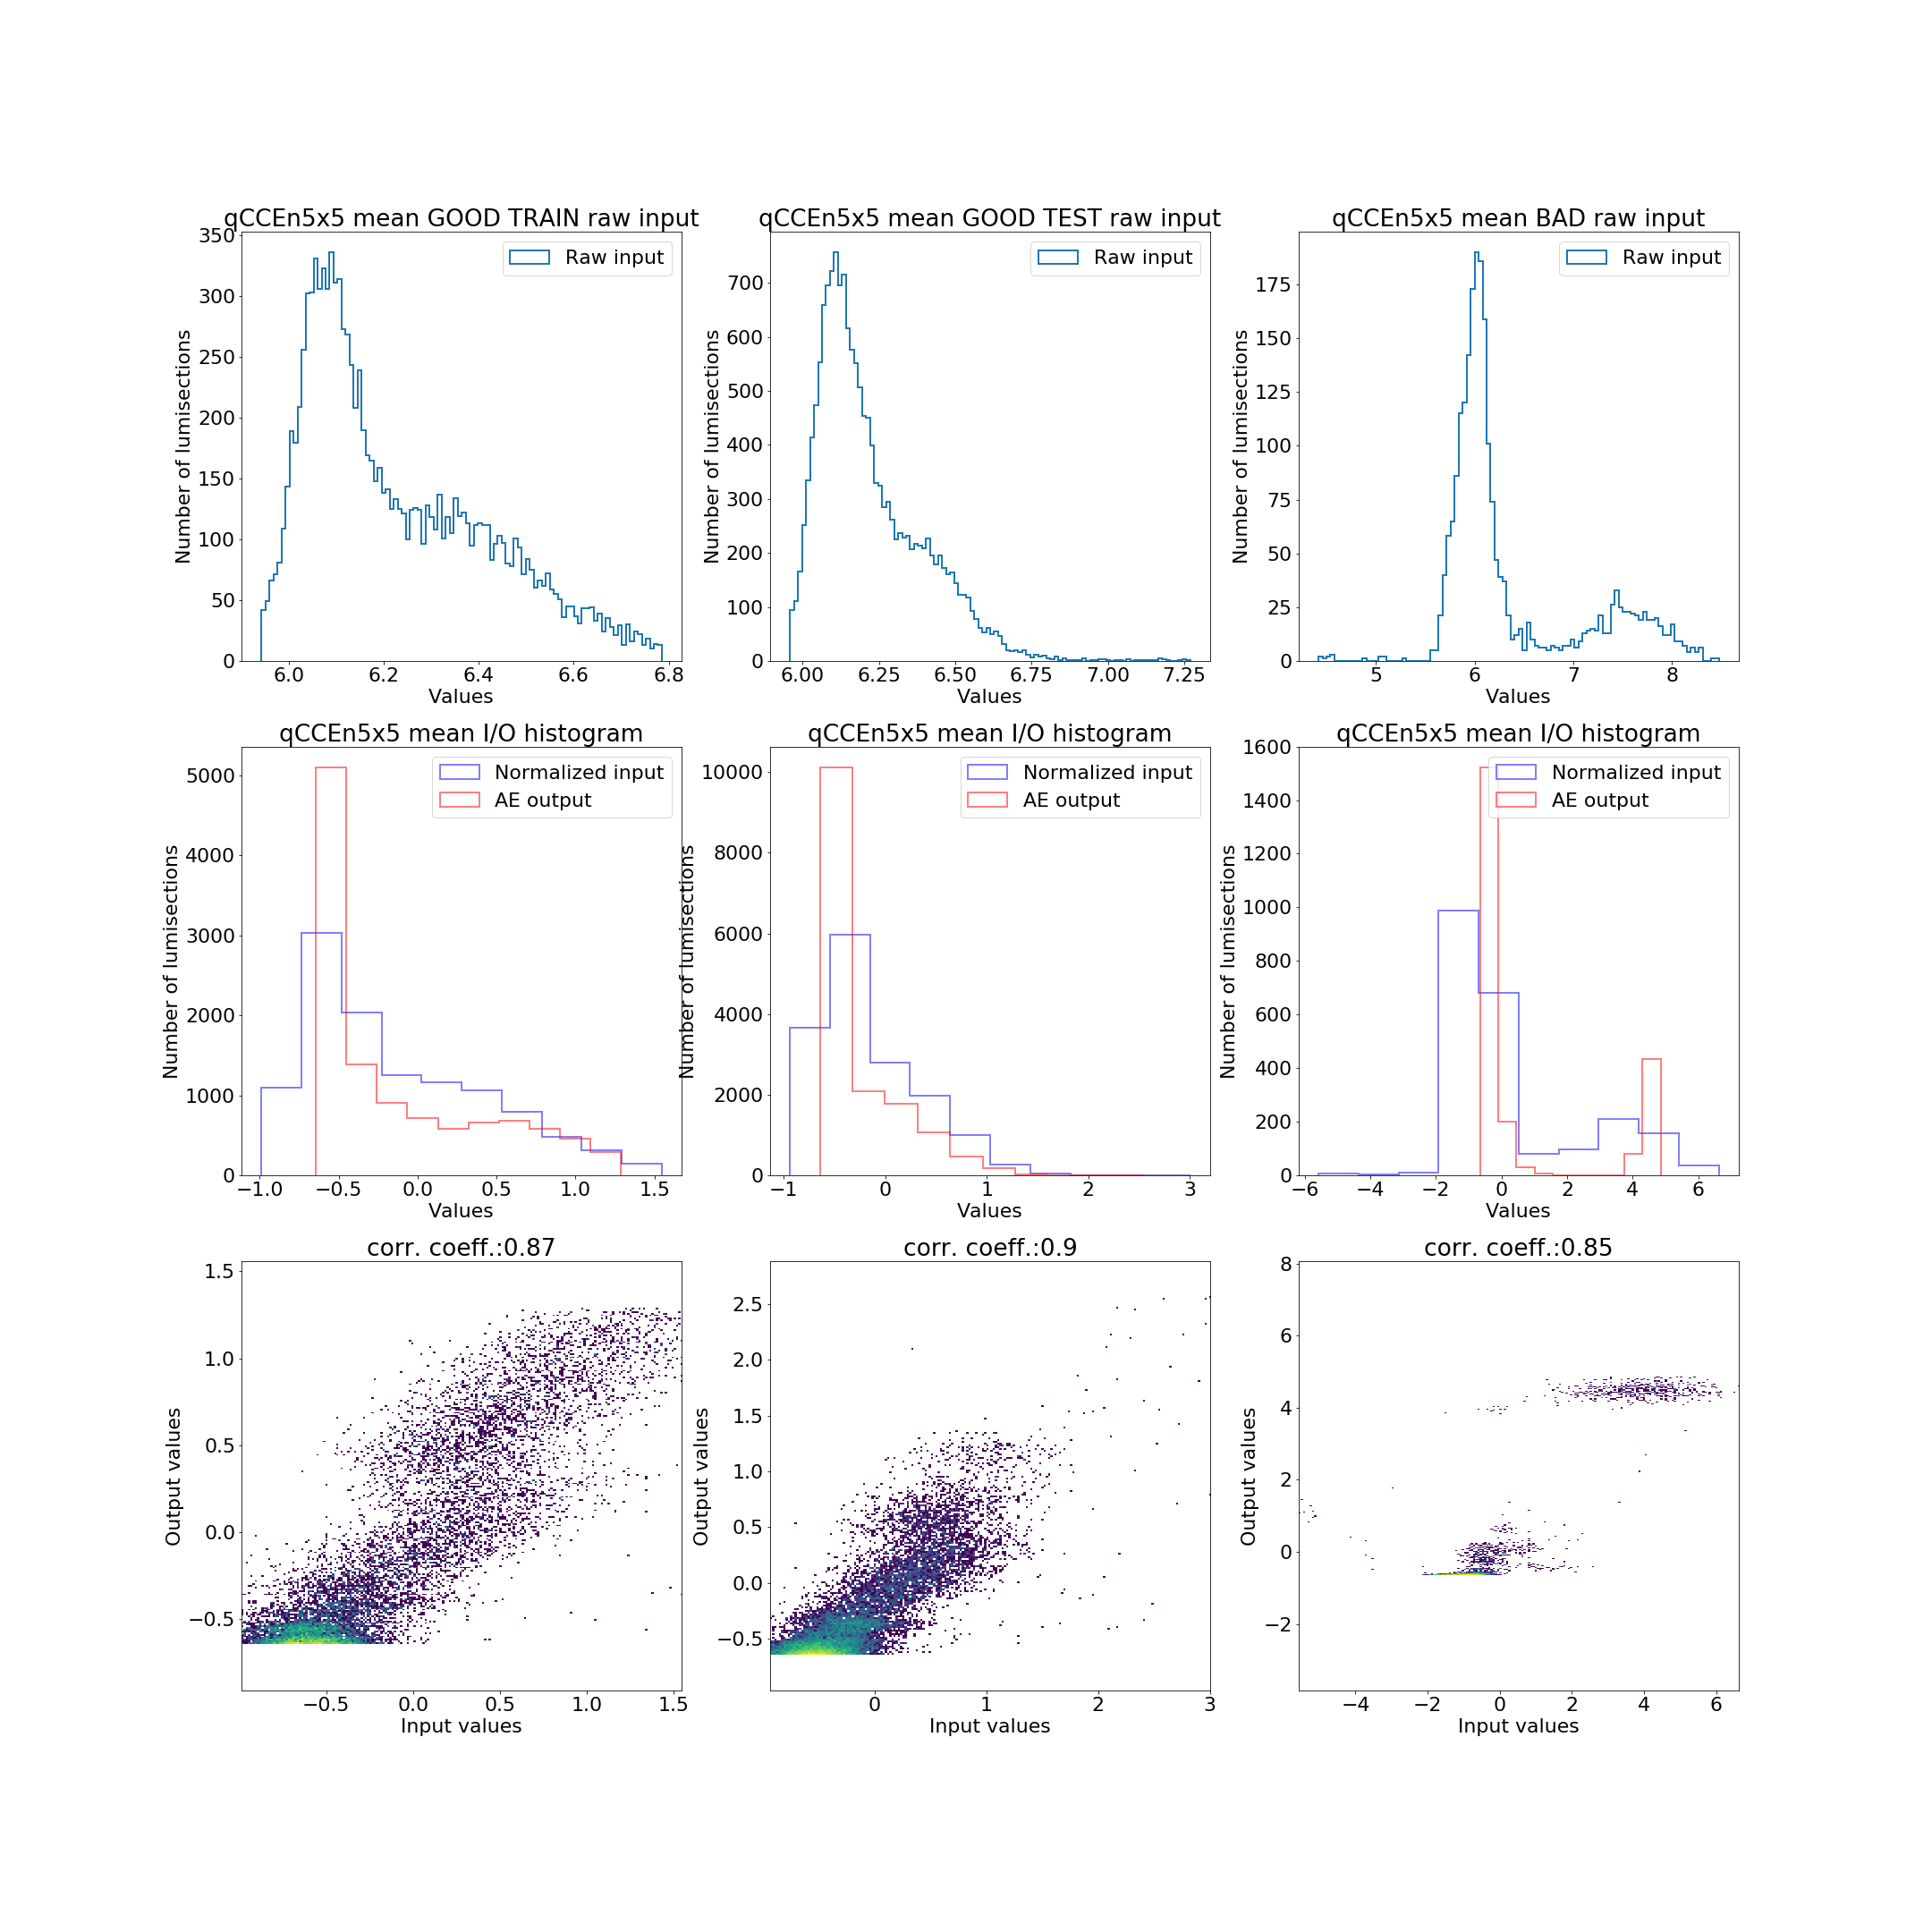 qCCEn5x5 mean GOOD TRAIN raw input
Raw input
350
300
250
200
150
100
50
0
Number of lumisections
6.0 6.2 6.4 6.6 6.8
Values
qCCEn5x5 mean GOOD TEST raw input
Raw input
700
600
500
400
300
200
100
0
Number of lumisections
6.00 6.25 6.50 6.75 7.00 7.25
Values
qCCEn5x5 mean BAD raw input
Raw input
175
150
125
100
75
50
25
0
Number of lumisections
5 6 7 8
Values
qCCEn5x5 mean I/O histogram
Normalized input
AE output
5000
4000
3000
2000
1000
0
Number of lumisections
−1.0 −0.5 0.0 0.5 1.0 1.5
Values
qCCEn5x5 mean I/O histogram
Normalized input
AE output
10000
8000
6000
4000
2000
0
Number of lumisections
−1 0 1 2 3
Values
qCCEn5x5 mean I/O histogram
Normalized input
AE output
1600
1400
1200
1000
800
600
400
200
0
Number of lumisections
−6 −4 −2 0 2 4 6
Values
corr. coeff.:0.87
1.5
1.0
0.5
0.0
−0.5
Output values
−0.5 0.0 0.5 1.0 1.5
Input values
corr. coeff.:0.9
2.5
2.0
1.5
1.0
0.5
0.0
−0.5
Output values
0 1 2 3
Input values
corr. coeff.:0.85
8
6
4
2
0
−2
Output values
−4 −2 0 2 4 6
Input values